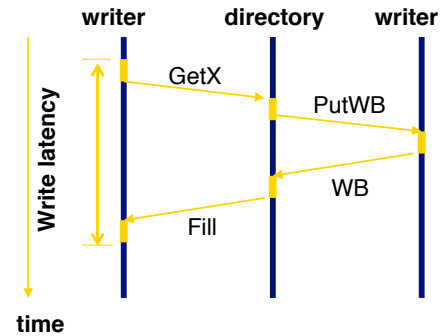 writer directory writer
GetX
PutWB
Write latency
WB
Fill
time